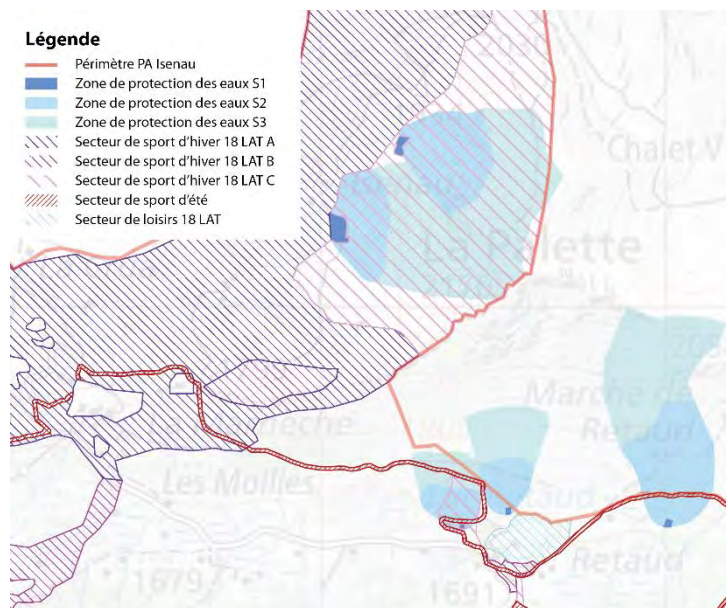 Légende
Périmètre PA Isenau
Zone de protection des eaux S1
Zone de protection des eaux S2
Zone de protection des eaux S3
Secteur de sport d'hiver 18 LAT A
Secteur de sport d'hiver 18 LAT B
Secteur de sport d'hiver 18 LAT C
Secteur de sport d'été
Secteur de loisirs 18 LAT
Chalet V
La Palette
Marche de
Retaud
Les Moilles
Retaud
1679
1691